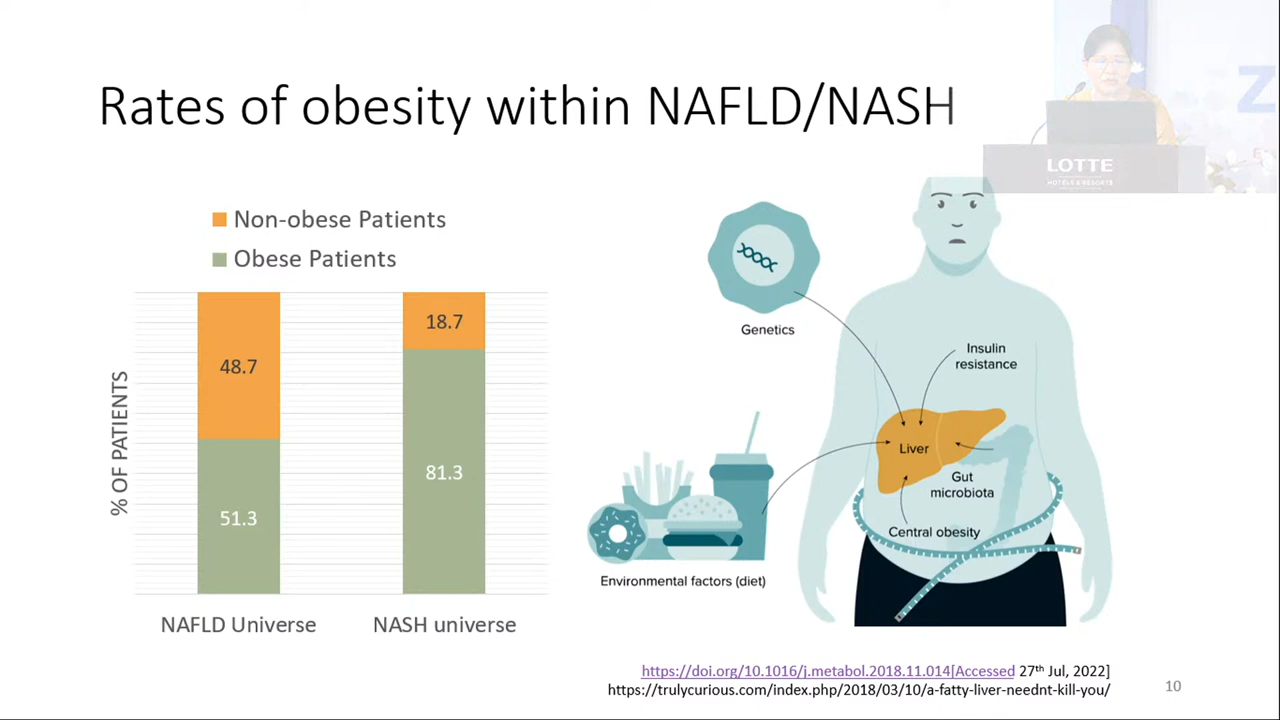 Rates of obesity within NAFLD/NASH
LOTTE
HOTELS & RESORTS
Z
Non-obese Patients
Obese Patients
% OF PATIENTS
48.7
51.3
18.7
81.3
NAFLD Universe
NASH universe
Genetics
Insulin
resistance
Liver
Gut
microbiota
Central obesity
Environmental factors (diet)
https://doi.org/10.1016/j.metabol.2018.11.014[Accessed 27th Jul, 2022]
https://trulycurious.com/index.php/2018/03/10/a-fatty-liver-neednt-kill-you/
10